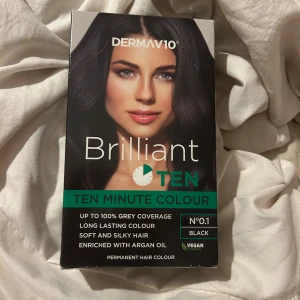 DERMAV10®
Brilliant
TEN
TEN MINUTE COLOUR
UP TO 100% GREY COVERAGE
LONG LASTING COLOUR
SOFT AND SILKY HAIR
ENRICHED WITH ARGAN OIL
N°0.1
BLACK
VEGAN
PERMANENT HAIR COLOUR